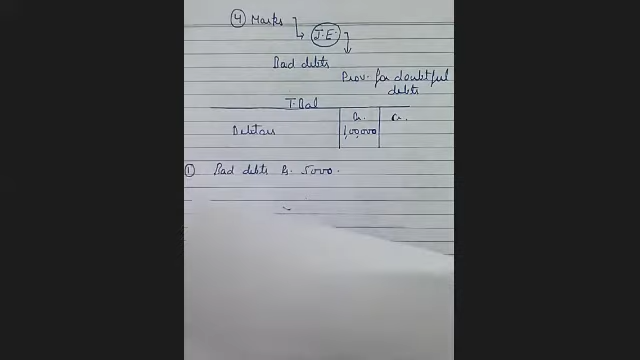 4 Marks
J.E.
Bad debts
Prov. for doubtful
debts
T.Bal
Dr. Cr.
Debtors 1,00,000
1 Bad debts Rs. 5000.